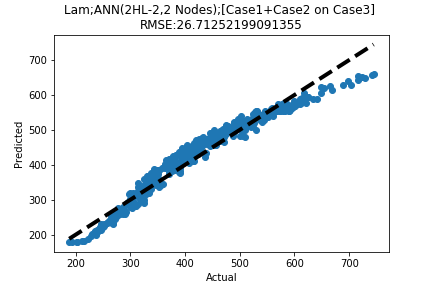 Lam;ANN(2HL-2,2 Nodes);[Case1+Case2 on Case3]
RMSE:26.71252199091355
700
600
500
400
300
200
Predicted
200 300 400 500 600 700
Actual